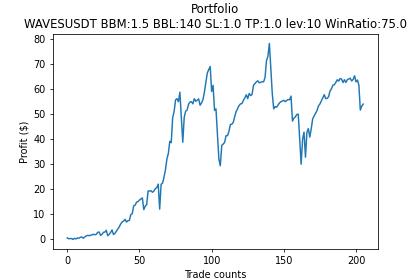 Portfolio
WAVESUSDT BBM:1.5 BBL:140 SL:1.0 TP:1.0 lev:10 WinRatio:75.0
80
70
60
50
40
30
20
10
0
Profit ($)
0 50 100 150 200
Trade counts